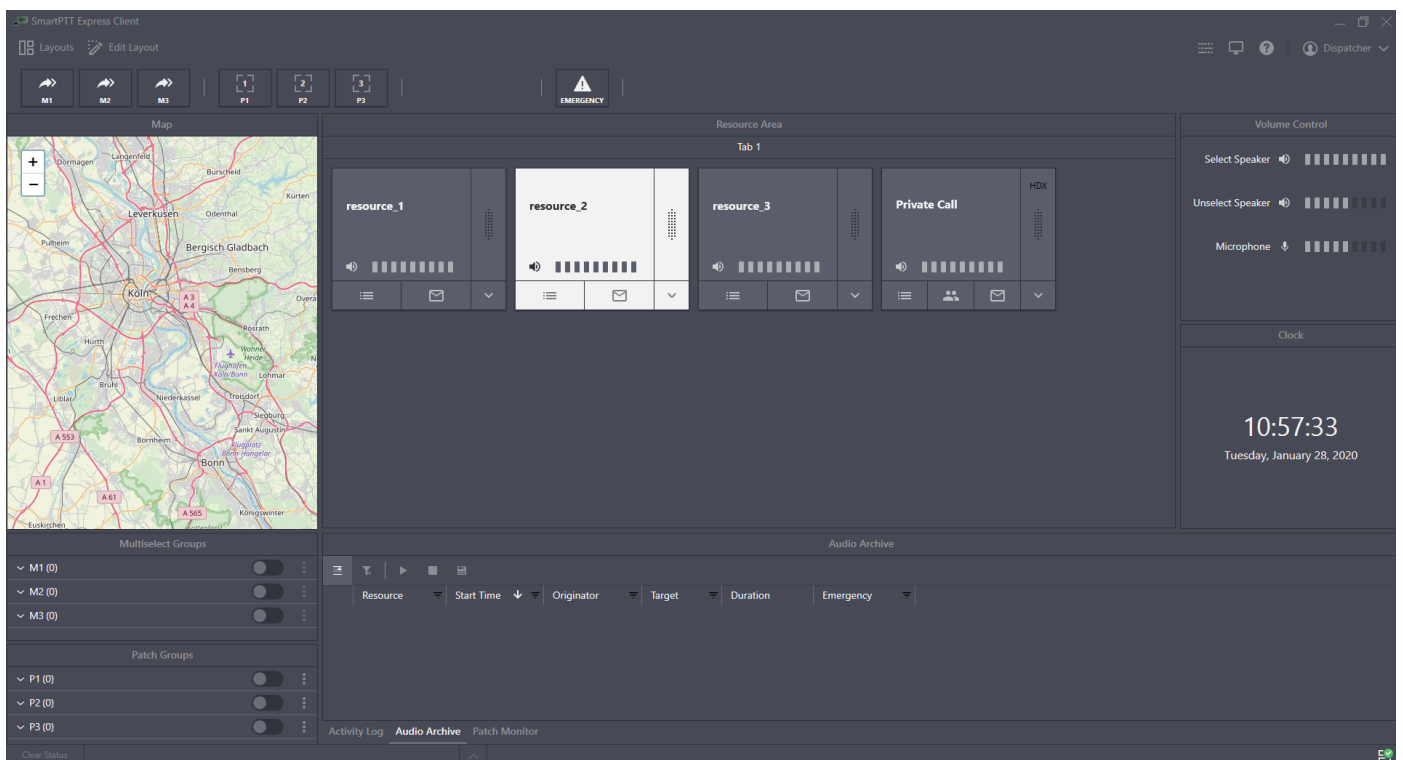 SmartPTT Express Client
Layouts Edit Layout Dispatcher
M1 M2 M3 1 P1 2 P2 3 P3 EMERGENCY
Map
Resource Area
Volume Control
Tab 1
+
−
Dormagen
Langenfeld
Burscheid
Kürten
Leverkusen
Odenthal
Pulheim
Bergisch Gladbach
Bensberg
Köln
A 3
A 4
Overa
Frechen
Rosrath
Hürth
Wahner
Heide
Flughafen
Köln/Bonn
Lohmar
N
Brühl
Liblar
Niederkassel
Troisdorf
Siegburg
Sankt Augustin
A 553
Bornheim
Flugplatz
Bonn-Hangelar
Bonn
A 1
A 61
A 565
Königswinter
Euskirchen
resource_1
resource_2
resource_3
Private Call
HDX
Select Speaker
Unselect Speaker
Microphone
Clock
10:57:33
Tuesday, January 28, 2020
Multiselect Groups
M1 (0)
M2 (0)
M3 (0)
Patch Groups
P1 (0)
P2 (0)
P3 (0)
Audio Archive
Resource Start Time Originator Target Duration Emergency
Activity Log Audio Archive Patch Monitor
Clear Status